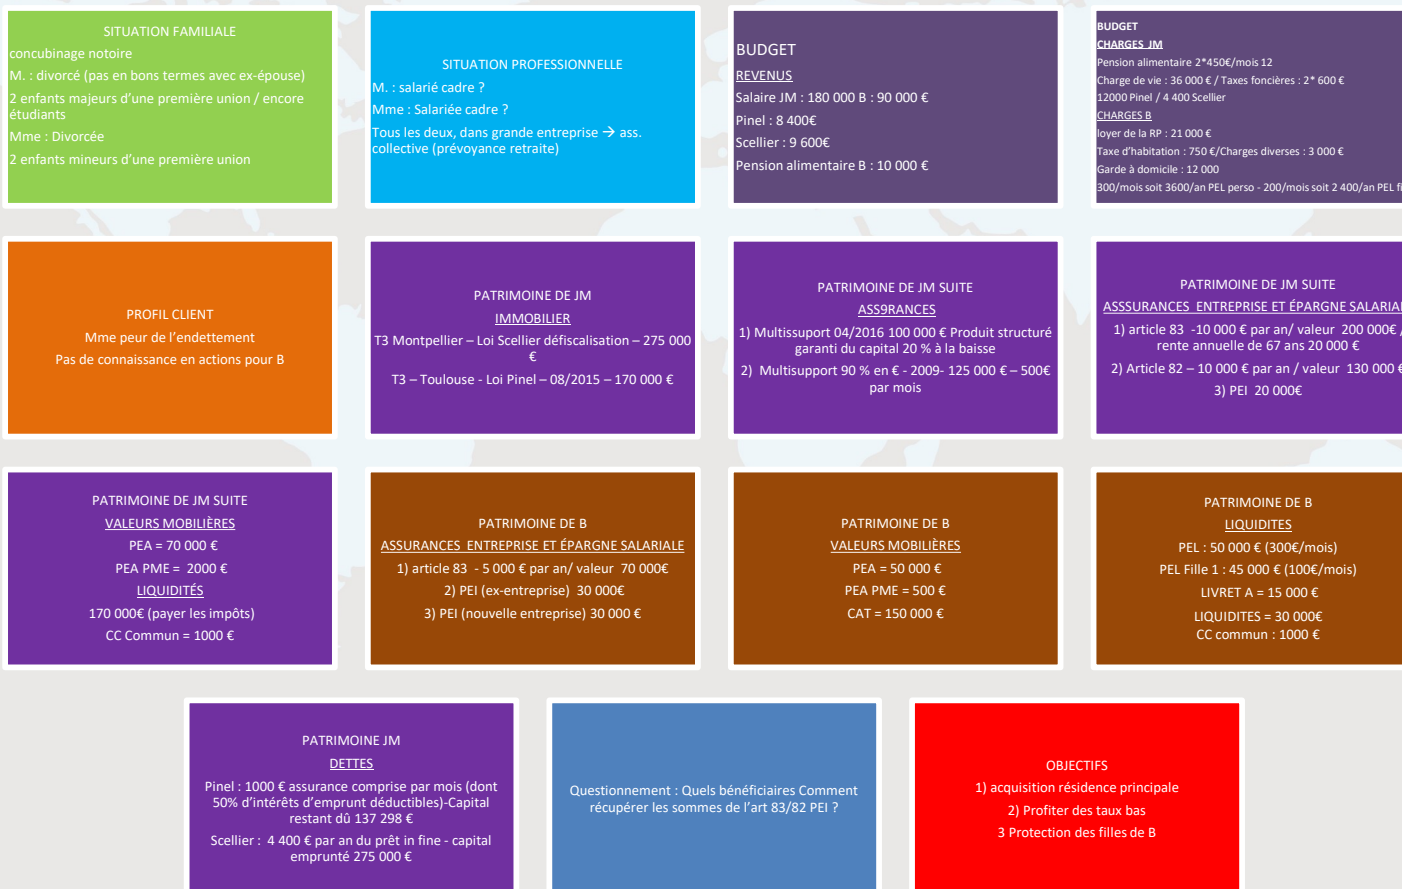 SITUATION FAMILIALE
concubinage notoire
M. : divorcé (pas en bons termes avec ex-épouse)
2 enfants majeurs d’une première union / encore
étudiants
Mme : Divorcée
2 enfants mineurs d’une première union
SITUATION PROFESSIONNELLE
M. : salarié cadre ?
Mme : Salariée cadre ?
Tous les deux, dans grande entreprise → ass.
collective (prévoyance retraite)
BUDGET
REVENUS
Salaire JM : 180 000 B : 90 000 €
Pinel : 8 400€
Scellier : 9 600€
Pension alimentaire B : 10 000 €
BUDGET
CHARGES JM
Pension alimentaire 2*450€/mois 12
Charge de vie : 36 000 € / Taxes foncières : 2* 600 €
12000 Pinel / 4 400 Scellier
CHARGES B
loyer de la RP : 21 000 €
Taxe d’habitation : 750 €/Charges diverses : 3 000 €
Garde à domicile : 12 000
300/mois soit 3600/an PEL perso - 200/mois soit 2 400/an PEL
PROFIL CLIENT
Mme peur de l’endettement
Pas de connaissance en actions pour B
PATRIMOINE DE JM
IMMOBILIER
T3 Montpellier – Loi Scellier défiscalisation – 275 000
€
T3 – Toulouse - Loi Pinel – 08/2015 – 170 000 €
PATRIMOINE DE JM SUITE
ASS9RANCES
1) Multissuport 04/2016 100 000 € Produit structuré
garanti du capital 20 % à la baisse
2) Multisupport 90 % en € - 2009- 125 000 € – 500€
par mois
PATRIMOINE DE JM SUITE
ASSSURANCES ENTREPRISE ET ÉPARGNE
1) article 83 -10 000 € par an/ valeur 200 000€
rente annuelle de 67 ans 20 000 €
2) Article 82 – 10 000 € par an / valeur 130 000 €
3) PEI 20 000€
PATRIMOINE DE JM SUITE
VALEURS MOBILIÈRES
PEA = 70 000 €
PEA PME = 2000 €
LIQUIDITÉS
170 000€ (payer les impôts)
CC Commun = 1000 €
PATRIMOINE DE B
ASSURANCES ENTREPRISE ET ÉPARGNE SALARIALE
1) article 83 - 5 000 € par an/ valeur 70 000€
2) PEI (ex-entreprise) 30 000€
3) PEI (nouvelle entreprise) 30 000 €
PATRIMOINE DE B
VALEURS MOBILIÈRES
PEA = 50 000 €
PEA PME = 500 €
CAT = 150 000 €
PATRIMOINE DE B
LIQUIDITES
PEL : 50 000 € (300€/mois)
PEL Fille 1 : 45 000 € (100€/mois)
LIVRET A = 15 000 €
LIQUIDITES = 30 000€
CC commun : 1000 €
PATRIMOINE JM
DETTES
Pinel : 1000 € assurance comprise par mois (dont
50% d’intérêts d’emprunt déductibles)-Capital
restant dû 137 298 €
Scellier : 4 400 € par an du prêt in fine - capital
emprunté 275 000 €
Questionnement : Quels bénéficiaires Comment
récupérer les sommes de l’art 83/82 PEI ?
OBJECTIFS
1) acquisition résidence principale
2) Profiter des taux bas
3 Protection des filles de B